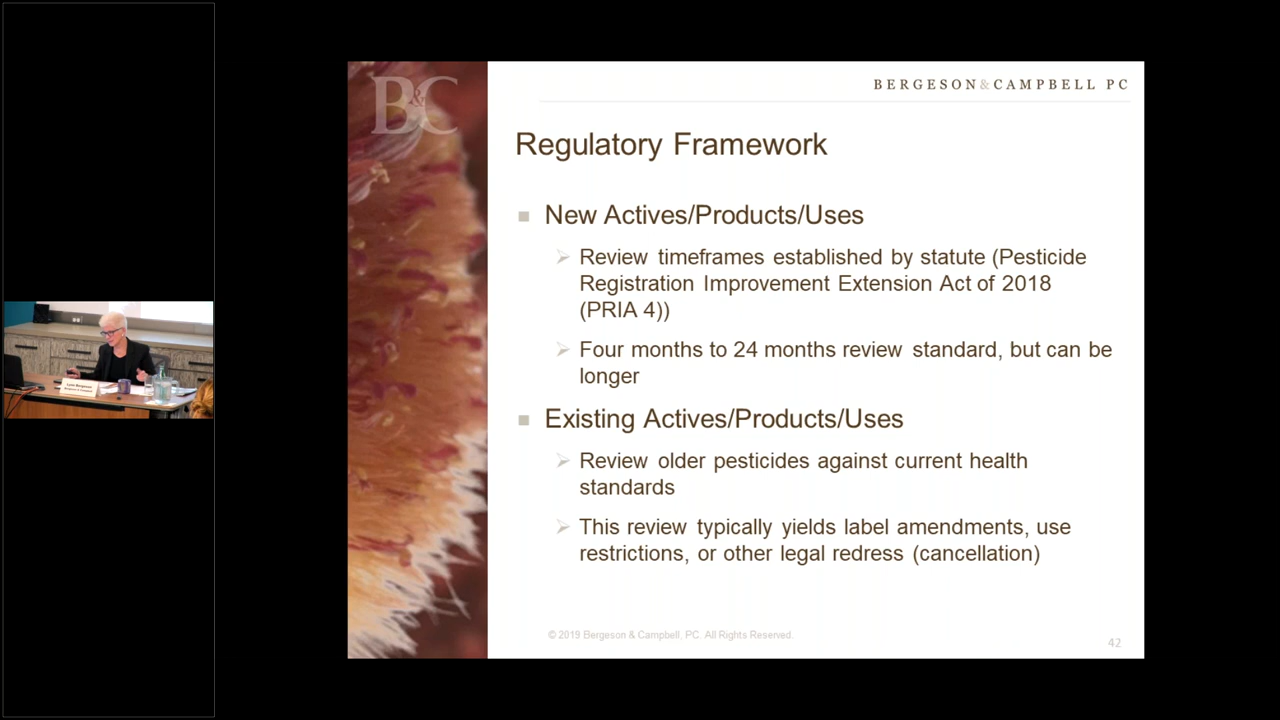 B&C
BERGESON&CAMPBELL PC
Regulatory Framework
New Actives/Products/Uses
Review timeframes established by statute (Pesticide
Registration Improvement Extension Act of 2018
(PRIA 4))
Four months to 24 months review standard, but can be
longer
Existing Actives/Products/Uses
Review older pesticides against current health
standards
This review typically yields label amendments, use
restrictions, or other legal redress (cancellation)
© 2019 Bergeson & Campbell, PC. All Rights Reserved.
42
Lynn Bergeson